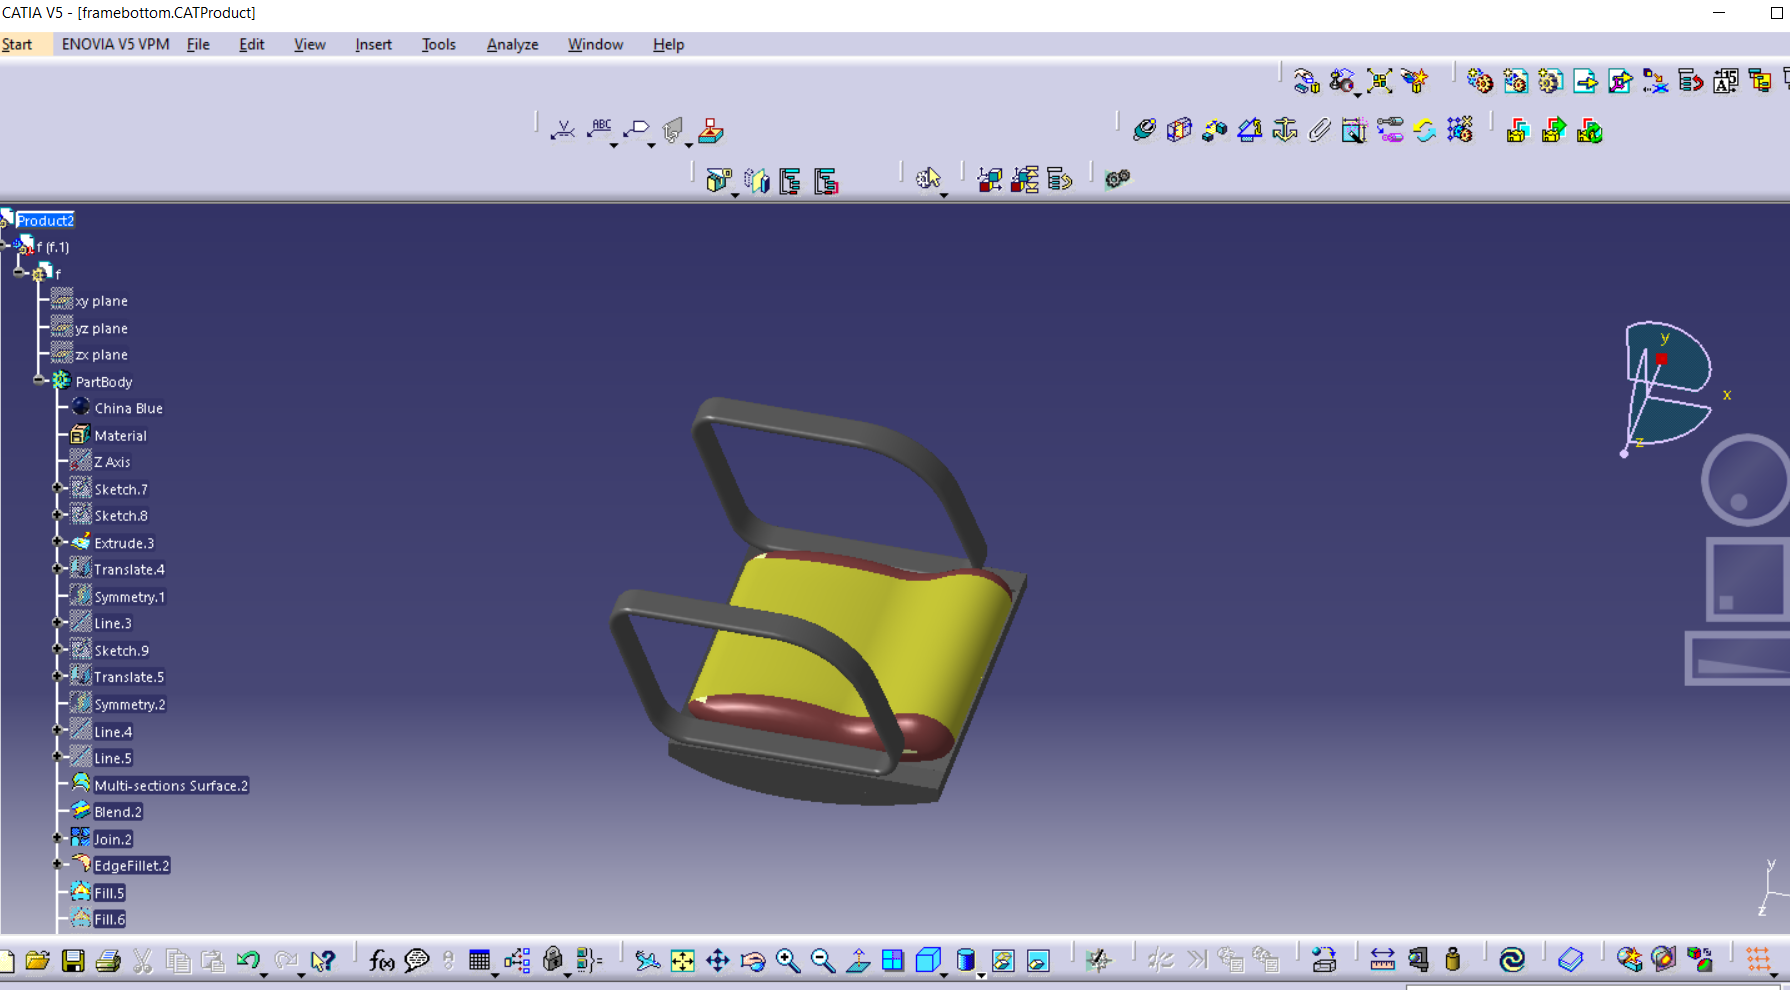 CATIA V5 - [framebottom.CATProduct]
Start ENOVIA V5 VPM File Edit View Insert Tools Analyze Window Help
ABC
Product2
f (f.1)
f
xy plane
yz plane
zx plane
PartBody
China Blue
Material
Z Axis
Sketch.7
Sketch.8
Extrude.3
Translate.4
Symmetry.1
Line.3
Sketch.9
Translate.5
Symmetry.2
Line.4
Line.5
Multi-sections Surface.2
Blend.2
Join.2
EdgeFillet.2
Fill.5
Fill.6
y
x
z
y
z
f(x)